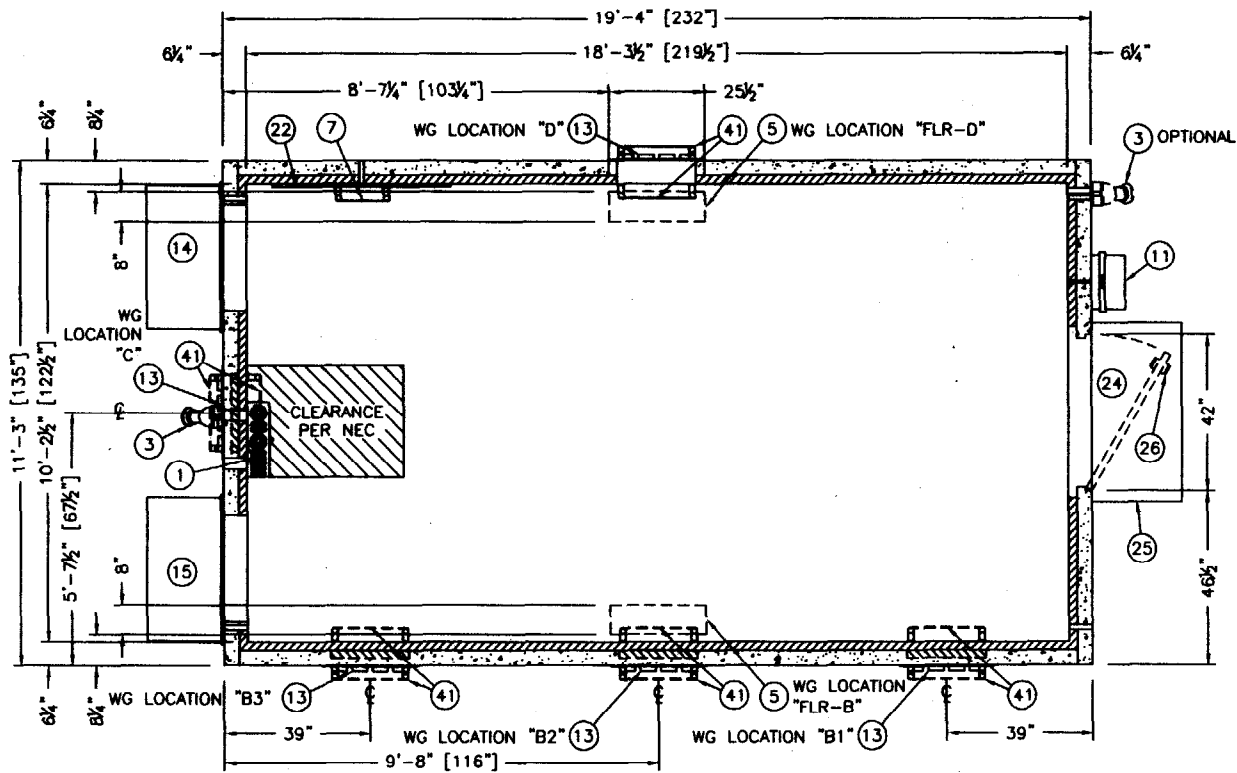 19'-4" [232"]
6¼" 18'-3½" [219½"] 6¼"
8'-7¼" [103¼"] 25½"
6¼" 8¼" 22 7 WG LOCATION "D" 13 41 5 WG LOCATION "FLR-D" 3 OPTIONAL
8" 14
11
WG
LOCATION
"C"
41
13
℄
3
1
CLEARANCE
PER NEC
24
26
42"
25
46½"
11'-3" [135"]
10'-2½" [122½"]
5'-7½" [67½"]
15
8"
6¼" 8¼"
WG LOCATION "B3" 13 41
℄
WG LOCATION "B2" 13 41
℄
5 WG LOCATION
"FLR-B"
WG LOCATION "B1" 13 41
℄
39" 39"
9'-8" [116"]